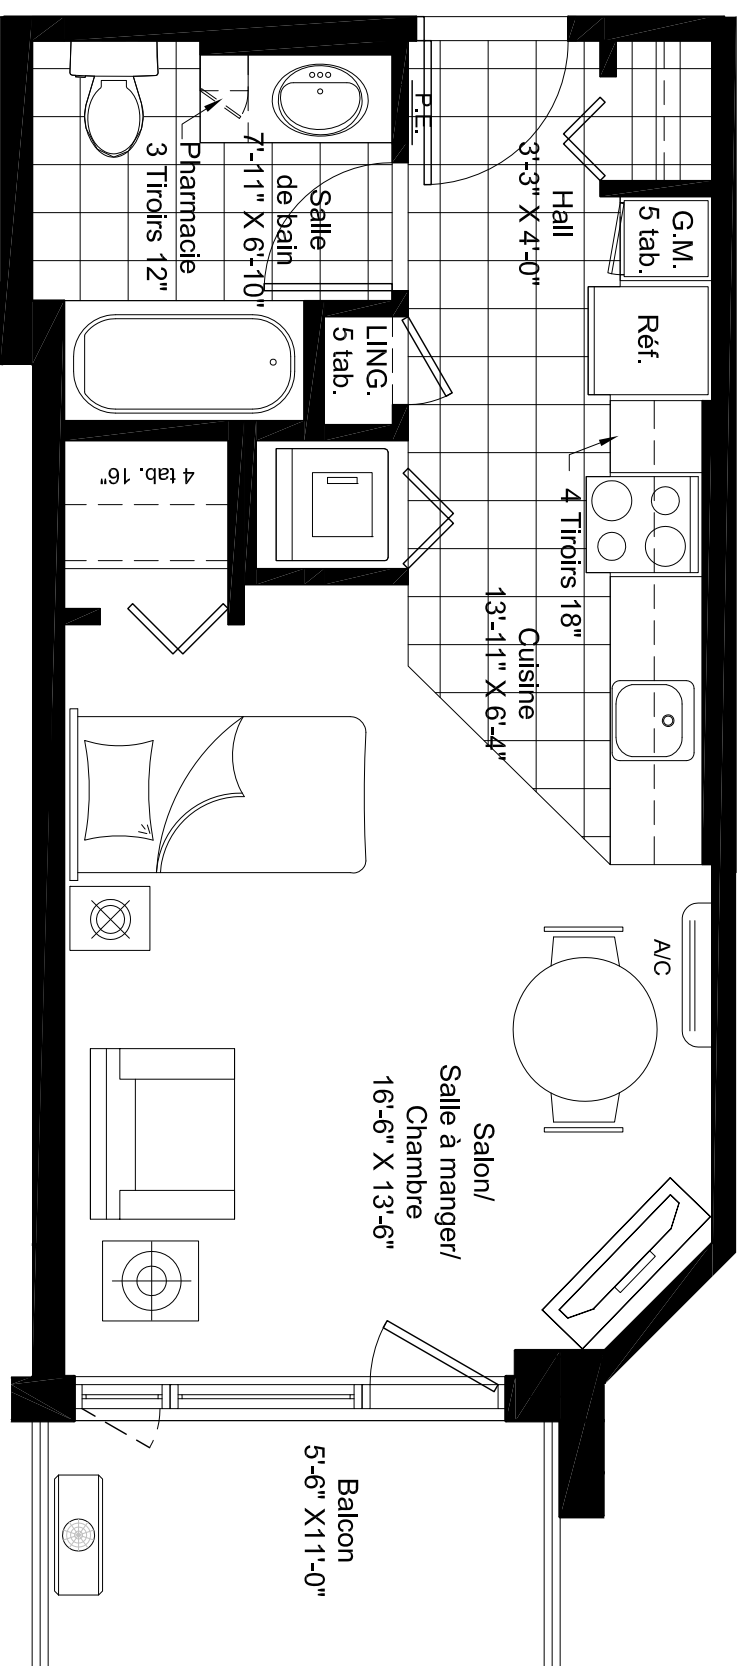 P.E.
Pharmacie
3 Tiroirs 12"
Salle
de bain
7'-11" X 6'-10"
Hall
3'-3" X 4'-0"
G.M.
5 tab.
Réf.
LING.
5 tab.
4 tab. 16"
4 Tiroirs 18"
Cuisine
13'-11" X 6'-4"
A/C
Salon/
Salle à manger/
Chambre
16'-6" X 13'-6"
Balcon
5'-6" X11'-0"